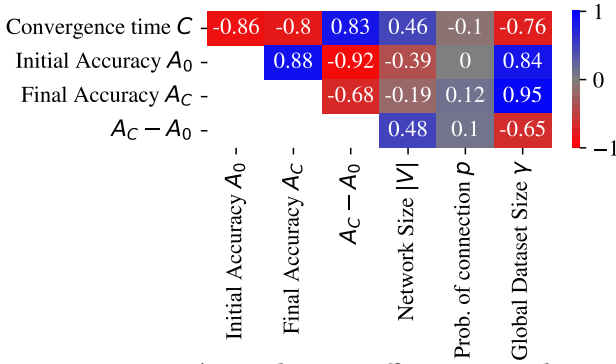 Convergence time C -0.86 -0.8 0.83 0.46 -0.1 -0.76
Initial Accuracy A₀ 0.88 -0.92 -0.39 0 0.84
Final Accuracy A_C -0.68 -0.19 0.12 0.95
A_C − A₀ 0.48 0.1 -0.65
1
0
−1
Initial Accuracy A₀
Final Accuracy A_C
A_C − A₀
Network Size |V|
Prob. of connection p
Global Dataset Size γ